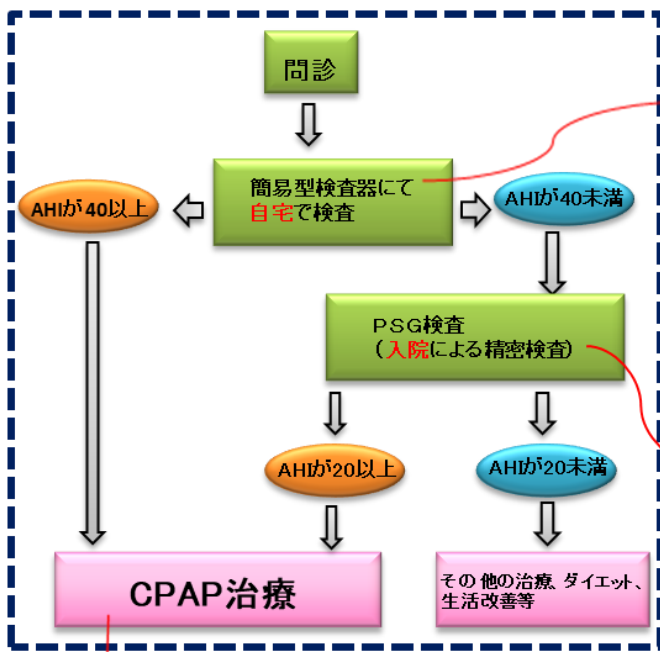 問診
簡易型検査器にて
自宅で検査
AHIが40以上
AHIが40未満
PSG検査
（入院による精密検査）
AHIが20以上
AHIが20未満
CPAP治療
その他の治療、ダイエット、
生活改善等